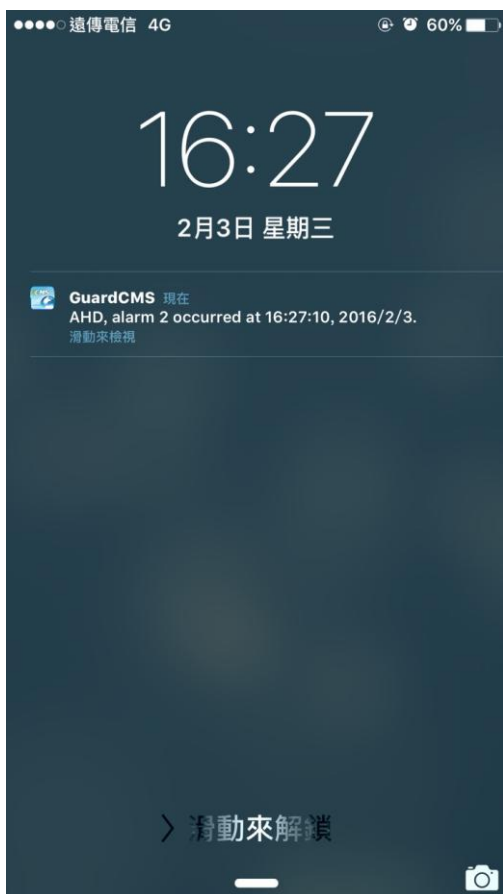 遠傳電信 4G 60%
16:27
2月3日 星期三
GuardCMS 現在
AHD, alarm 2 occurred at 16:27:10, 2016/2/3.
滑動來檢視
滑動來解鎖